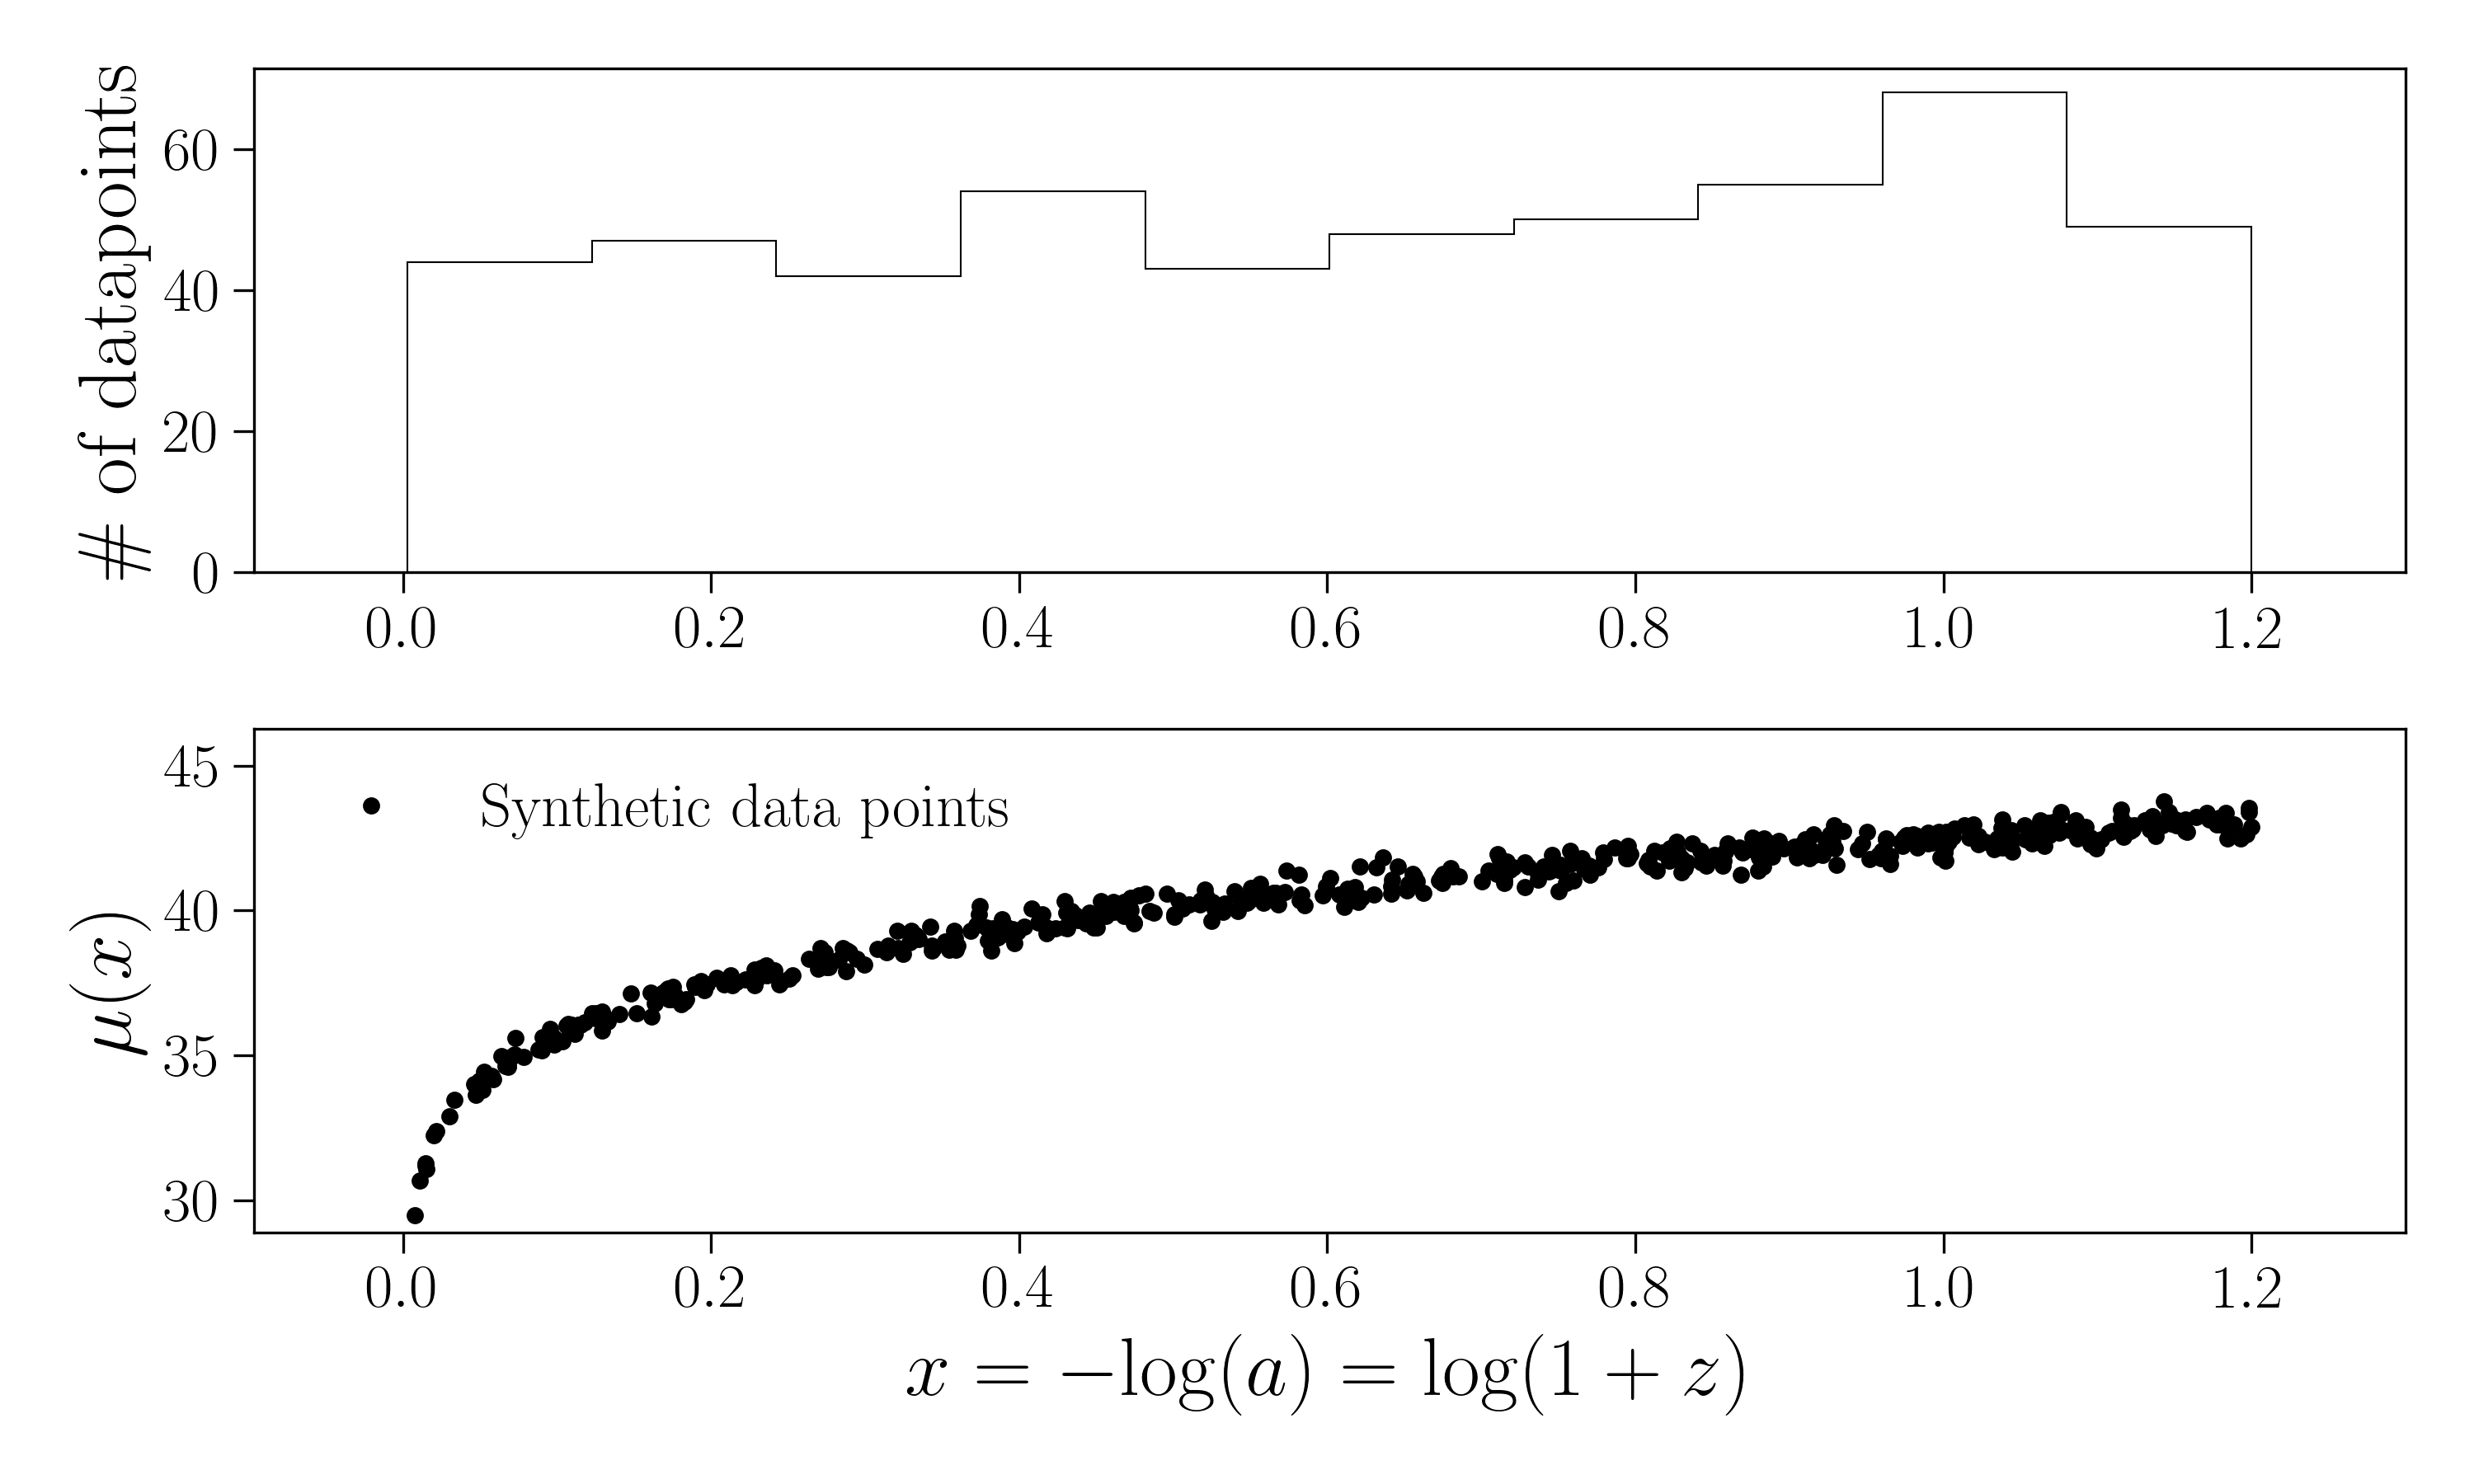 # of datapoints
60
40
20
0
0.0 0.2 0.4 0.6 0.8 1.0 1.2
μ(x)
45
40
35
30
Synthetic data points
0.0 0.2 0.4 0.6 0.8 1.0 1.2
x = −log(a) = log(1 + z)